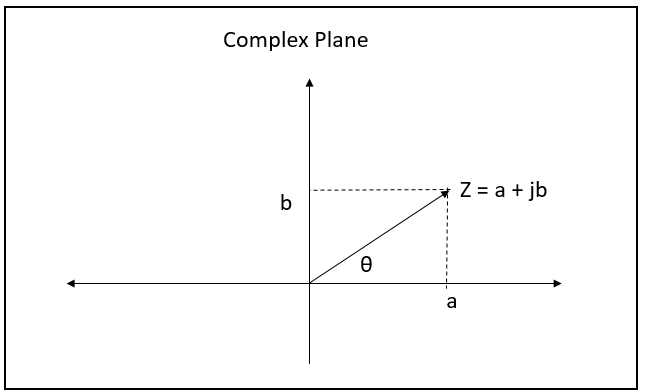 Complex Plane
b
Z = a + jb
θ
a